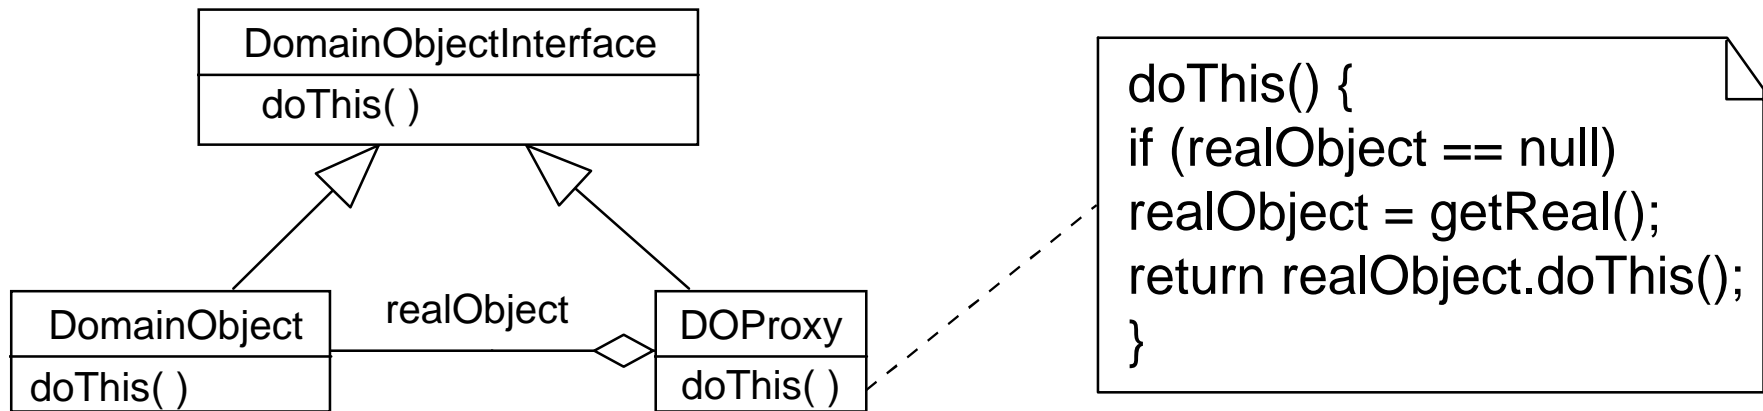 DomainObjectInterface
doThis( )
DomainObject
doThis( )
realObject
DOProxy
doThis( )
doThis() {
if (realObject == null)
realObject = getReal();
return realObject.doThis();
}